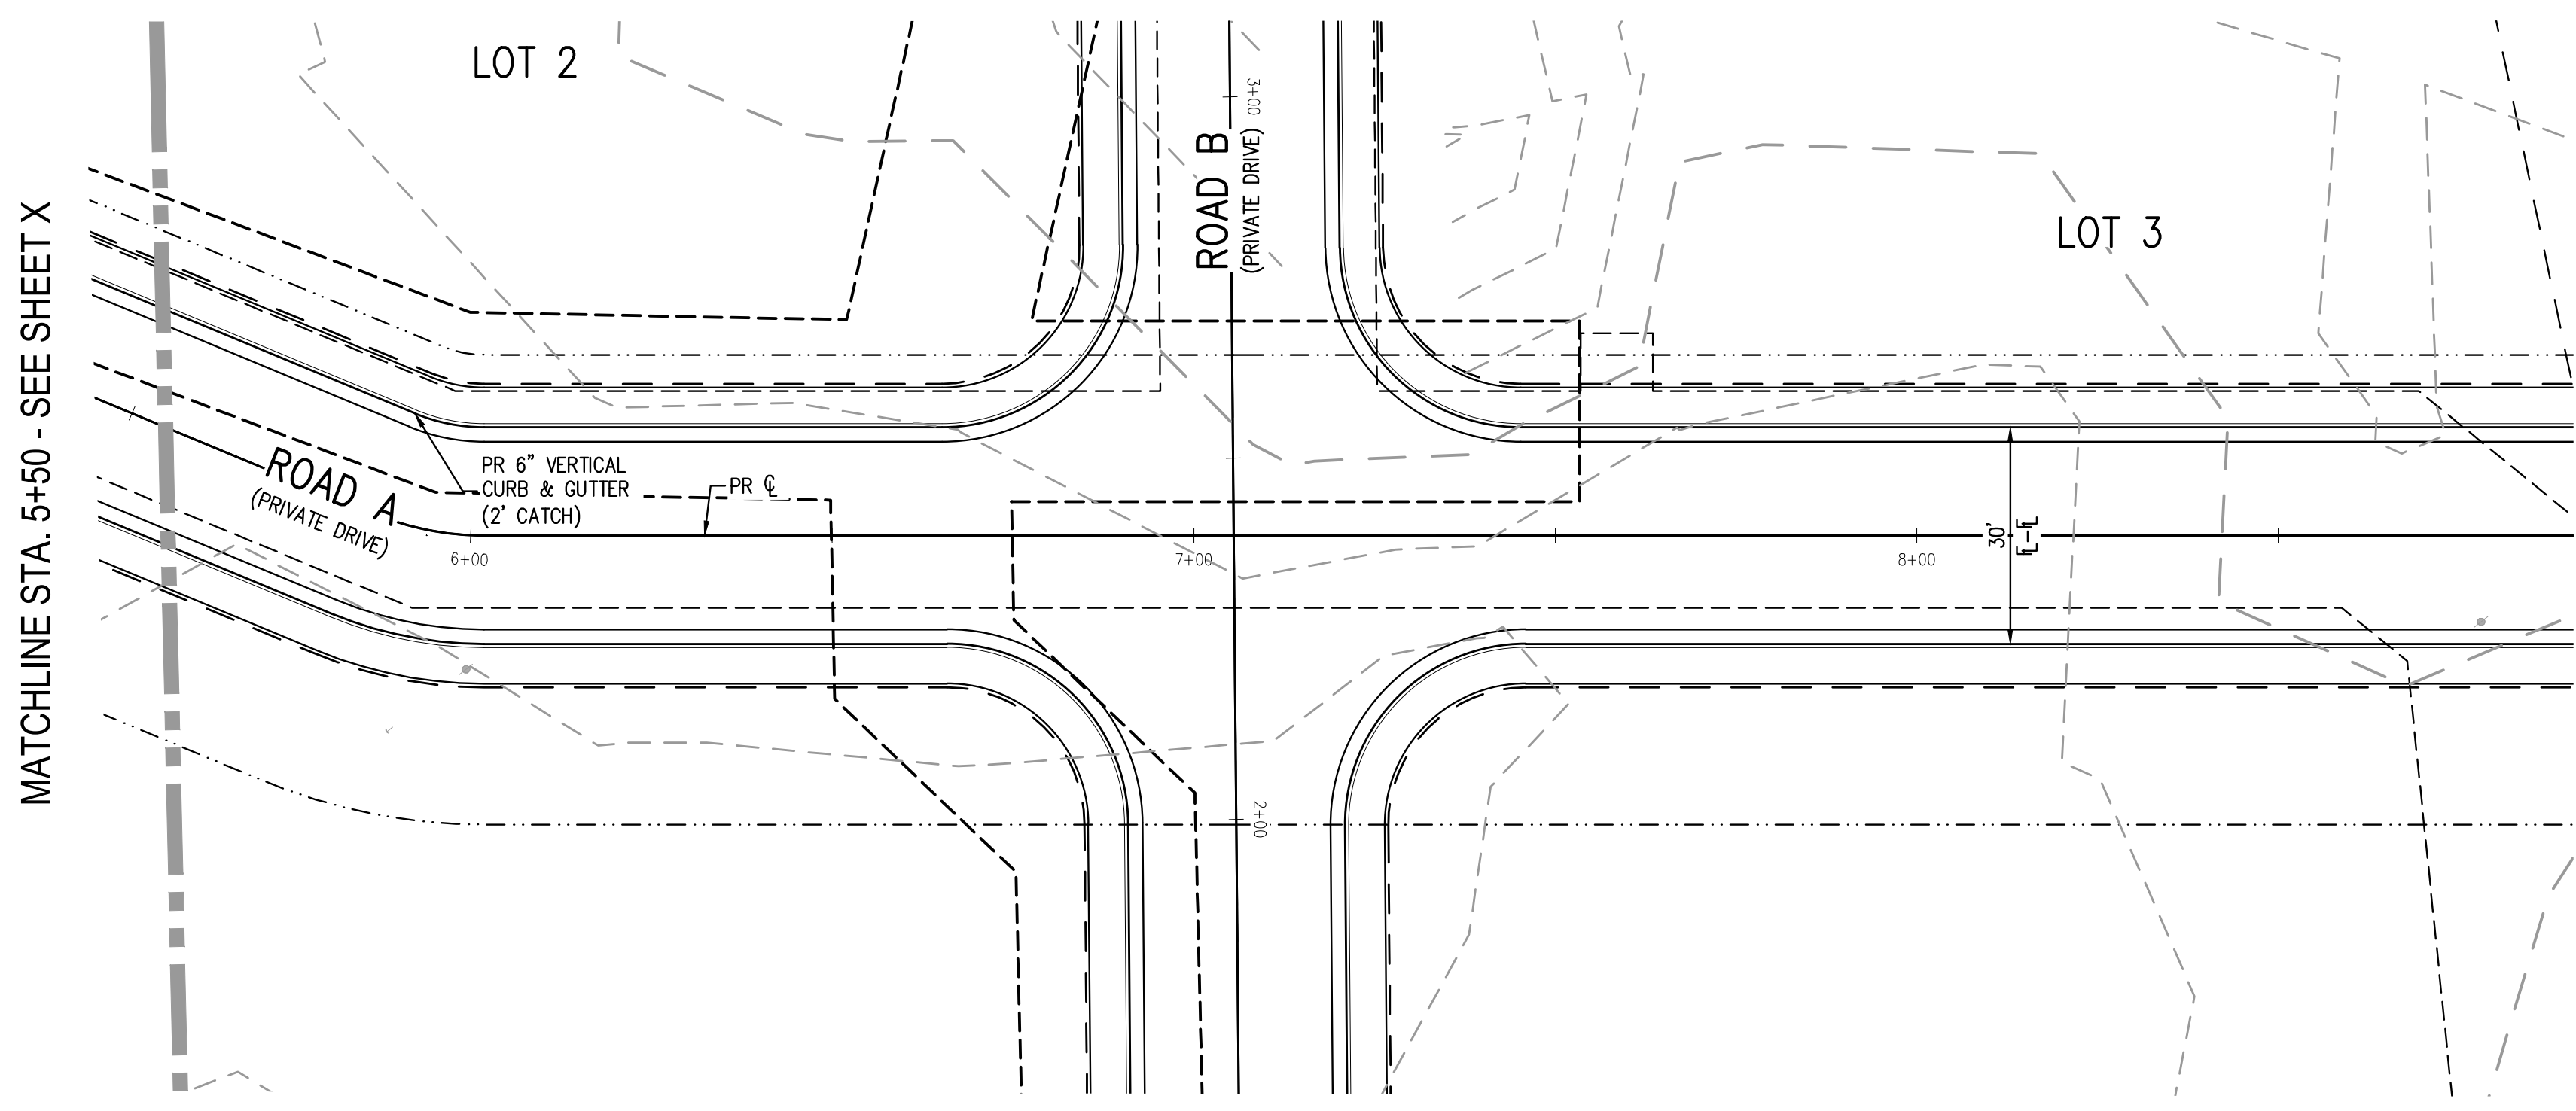 LOT 2
LOT 3
MATCHLINE STA. 5+50 - SEE SHEET X
ROAD B
(PRIVATE DRIVE)
3+00
ROAD A
(PRIVATE DRIVE)
PR 6" VERTICAL
CURB & GUTTER
(2' CATCH)
PR ℄
6+00
7+00
8+00
30'
F-F
2+00